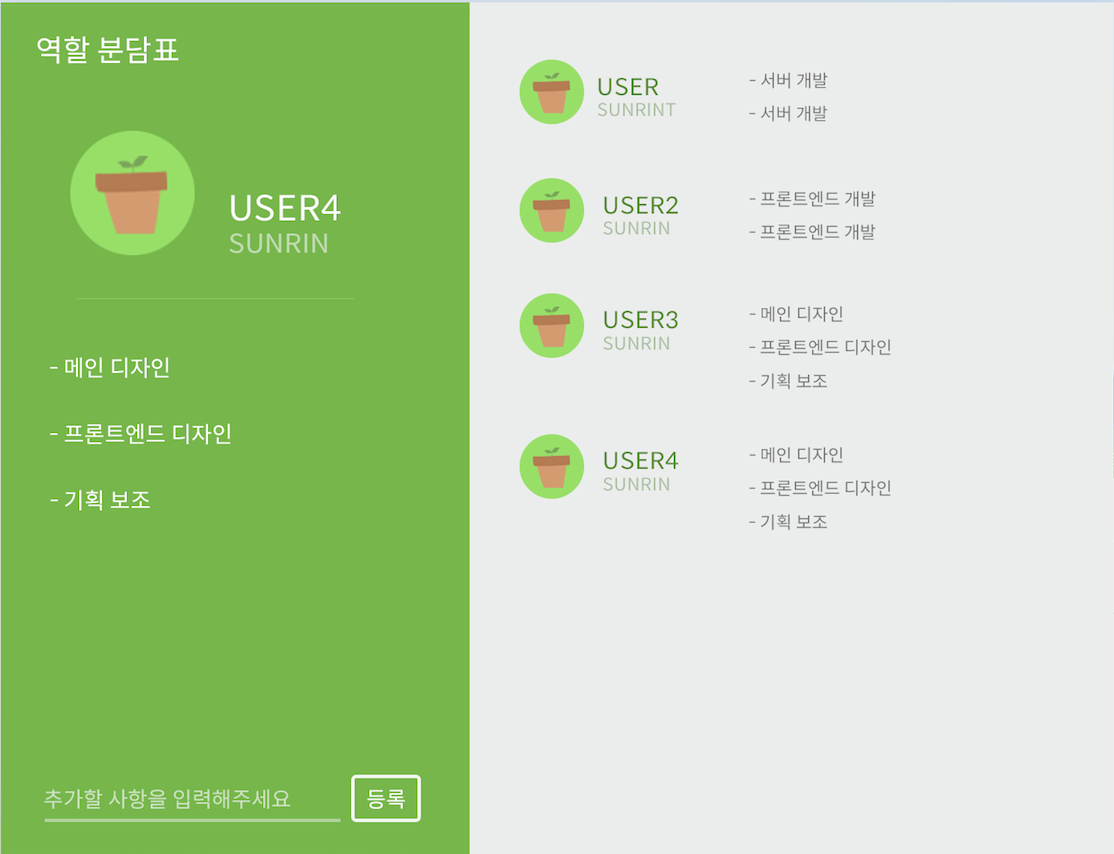 역할 분담표
USER4
SUNRIN
- 메인 디자인
- 프론트엔드 디자인
- 기획 보조
추가할 사항을 입력해주세요
등록
USER
SUNRINT
- 서버 개발
- 서버 개발
USER2
SUNRIN
- 프론트엔드 개발
- 프론트엔드 개발
USER3
SUNRIN
- 메인 디자인
- 프론트엔드 디자인
- 기획 보조
USER4
SUNRIN
- 메인 디자인
- 프론트엔드 디자인
- 기획 보조